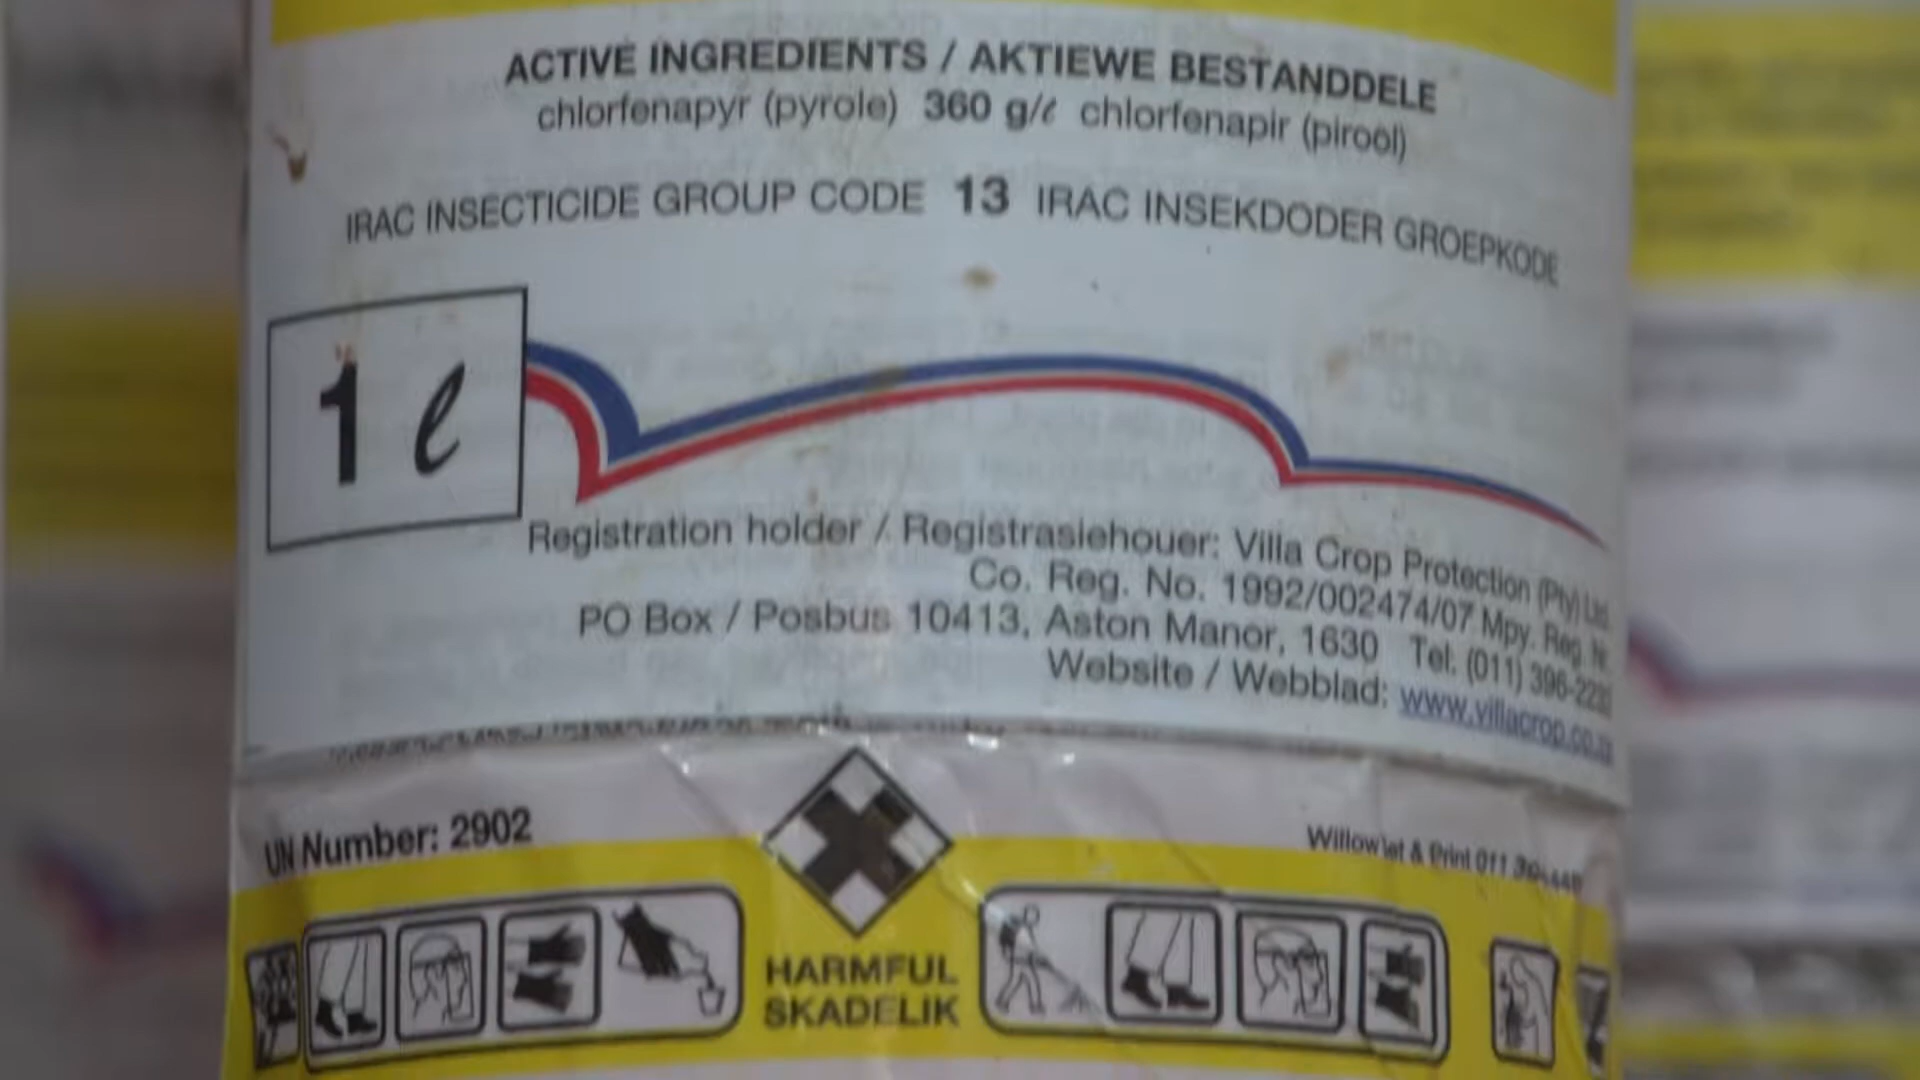 ACTIVE INGREDIENTS / AKTIEWE BESTANDDELE
chlorfenapyr (pyrole) 360 g/ℓ chlorfenapir (pirool)
IRAC INSECTICIDE GROUP CODE 13 IRAC INSEKDODER GROEPKODE
1 ℓ
Registration holder / Registrasiehouer: Villa Crop Protection (Pty) Ltd.
Co. Reg. No. 1992/002474/07 Mpy. Reg. Nr.
PO Box / Posbus 10413, Aston Manor, 1630 Tel: (011) 396-2233
Website / Webblad: www.villacrop.co.za
UN Number: 2902
& Print 011
HARMFUL
SKADELIK